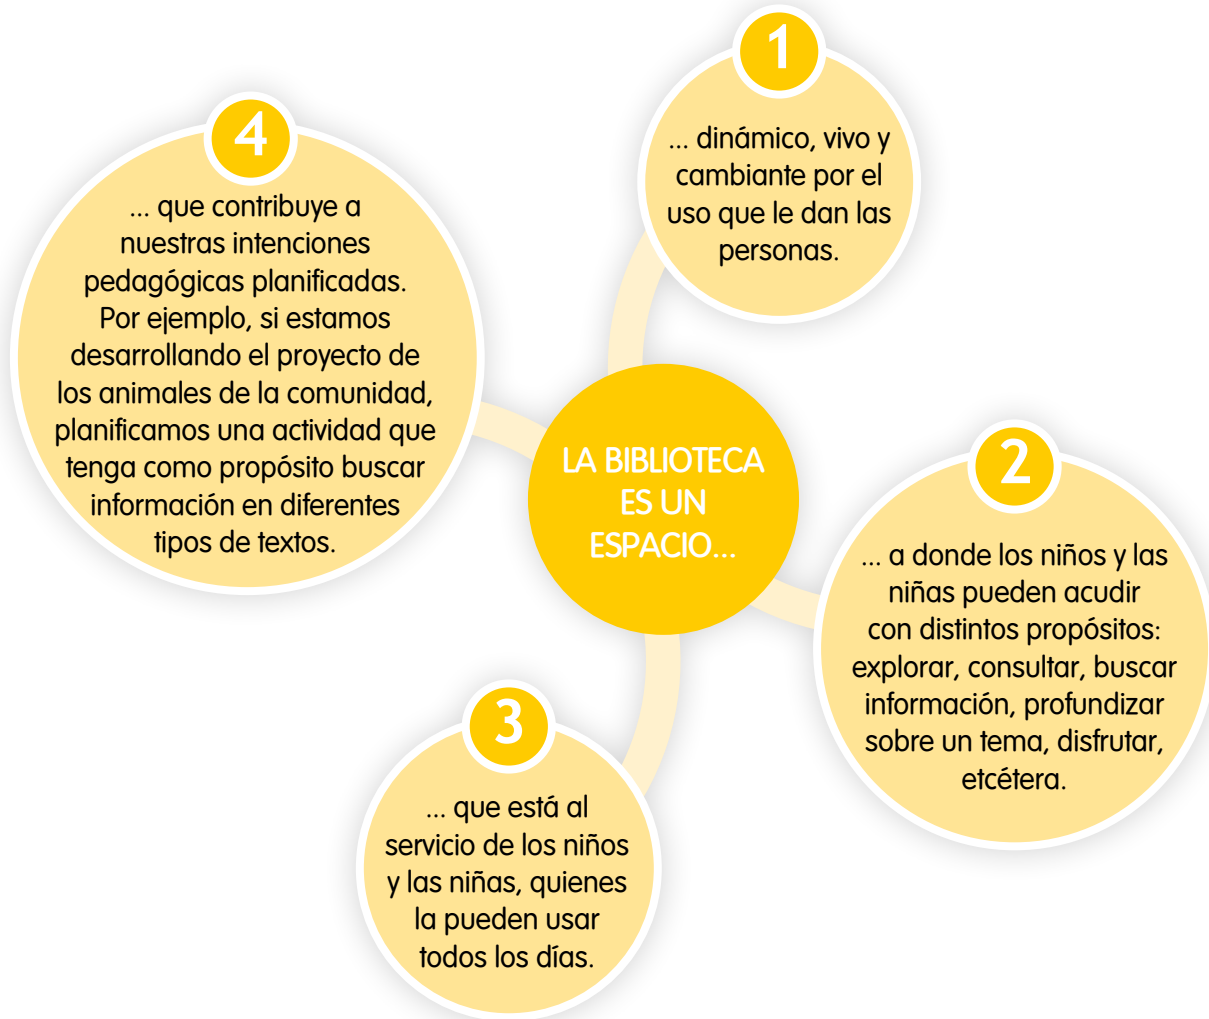 LA BIBLIOTECA
ES UN
ESPACIO...
1
... dinámico, vivo y
cambiante por el
uso que le dan las
personas.
2
... a donde los niños y las
niñas pueden acudir
con distintos propósitos:
explorar, consultar, buscar
información, profundizar
sobre un tema, disfrutar,
etcétera.
3
... que está al
servicio de los niños
y las niñas, quienes
la pueden usar
todos los días.
4
... que contribuye a
nuestras intenciones
pedagógicas planificadas.
Por ejemplo, si estamos
desarrollando el proyecto de
los animales de la comunidad,
planificamos una actividad que
tenga como propósito buscar
información en diferentes
tipos de textos.